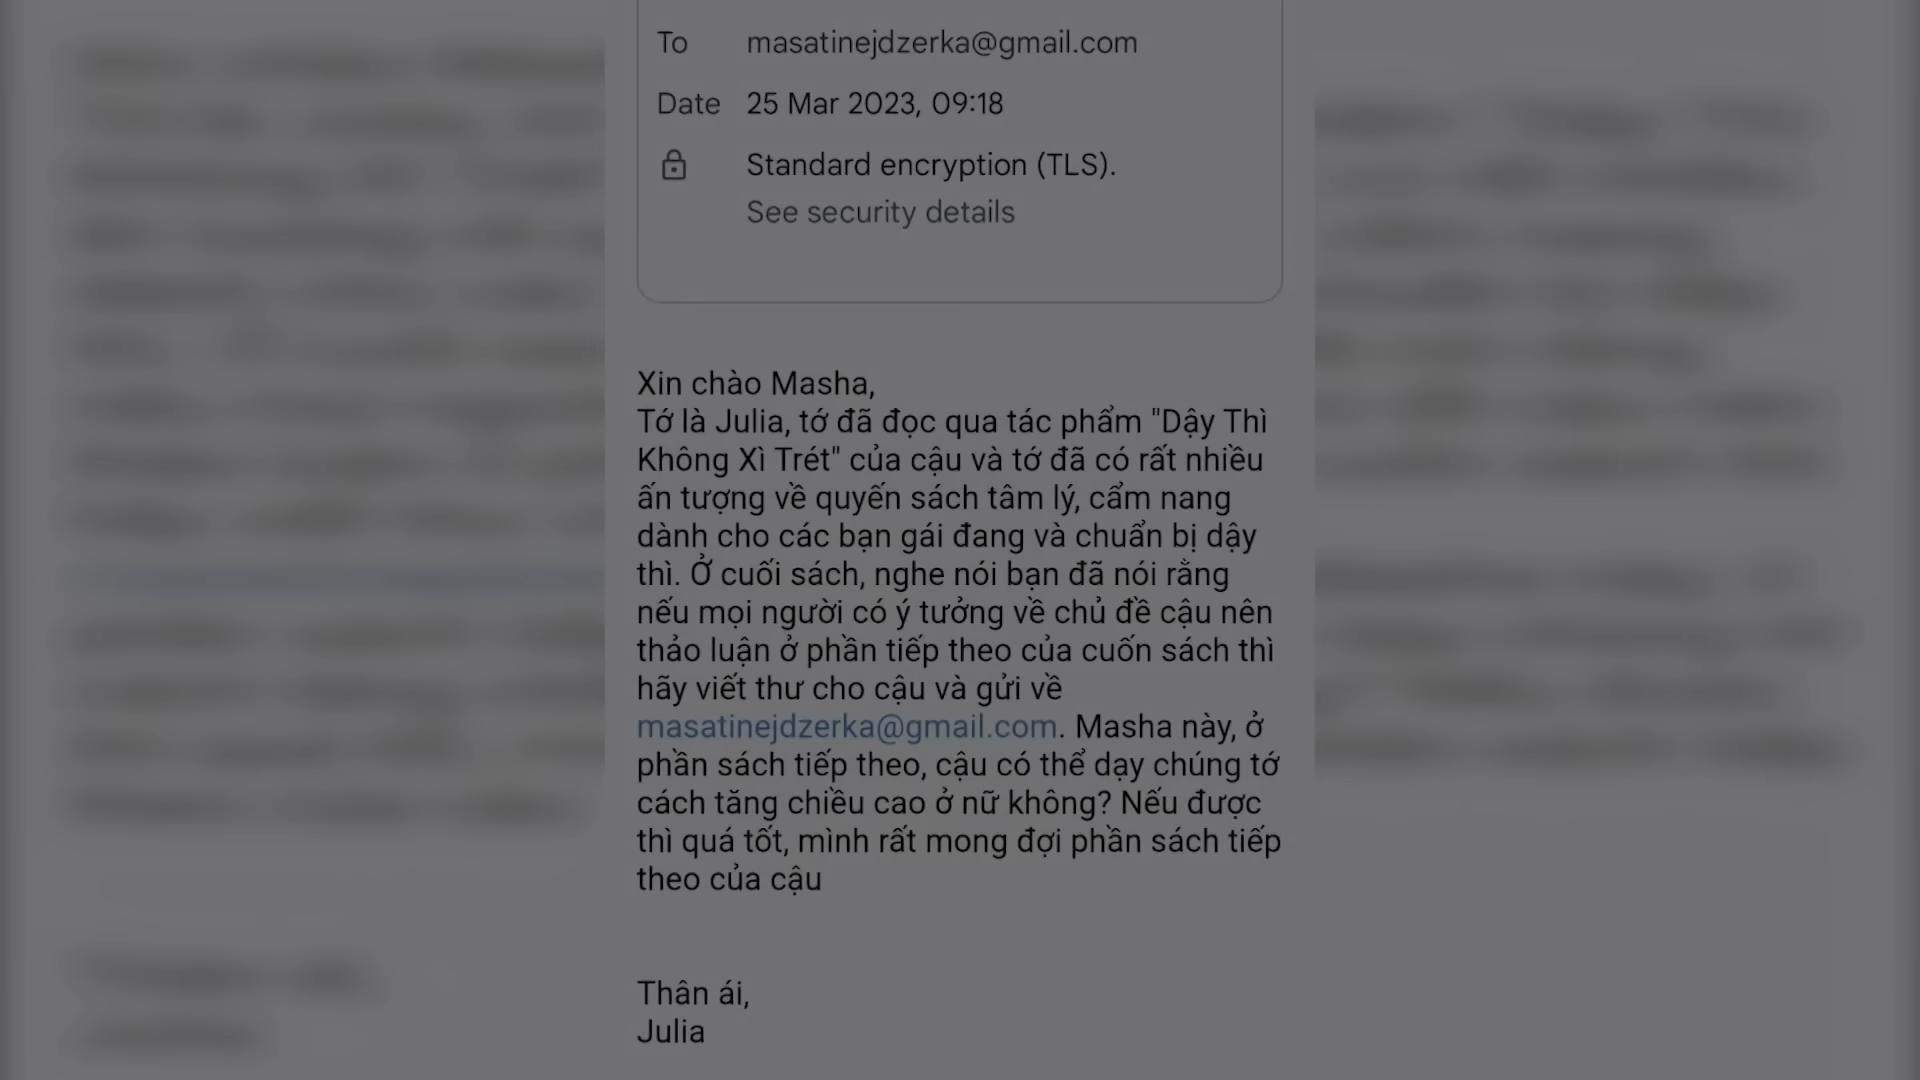 To masatinejdzerka@gmail.com
Date 25 Mar 2023, 09:18
Standard encryption (TLS).
See security details
Xin chào Masha,
Tớ là Julia, tớ đã đọc qua tác phẩm "Dậy Thì
Không Xì Trét" của cậu và tớ đã có rất nhiều
ấn tượng về quyến sách tâm lý, cẩm nang
dành cho các bạn gái đang và chuẩn bị dậy
thì. Ở cuối sách, nghe nói bạn đã nói rằng
nếu mọi người có ý tưởng về chủ đề cậu nên
thảo luận ở phần tiếp theo của cuốn sách thì
hãy viết thư cho cậu và gửi về
masatinejdzerka@gmail.com. Masha này, ở
phần sách tiếp theo, cậu có thể dạy chúng tớ
cách tăng chiều cao ở nữ không? Nếu được
thì quá tốt, mình rất mong đợi phần sách tiếp
theo của cậu
Thân ái,
Julia